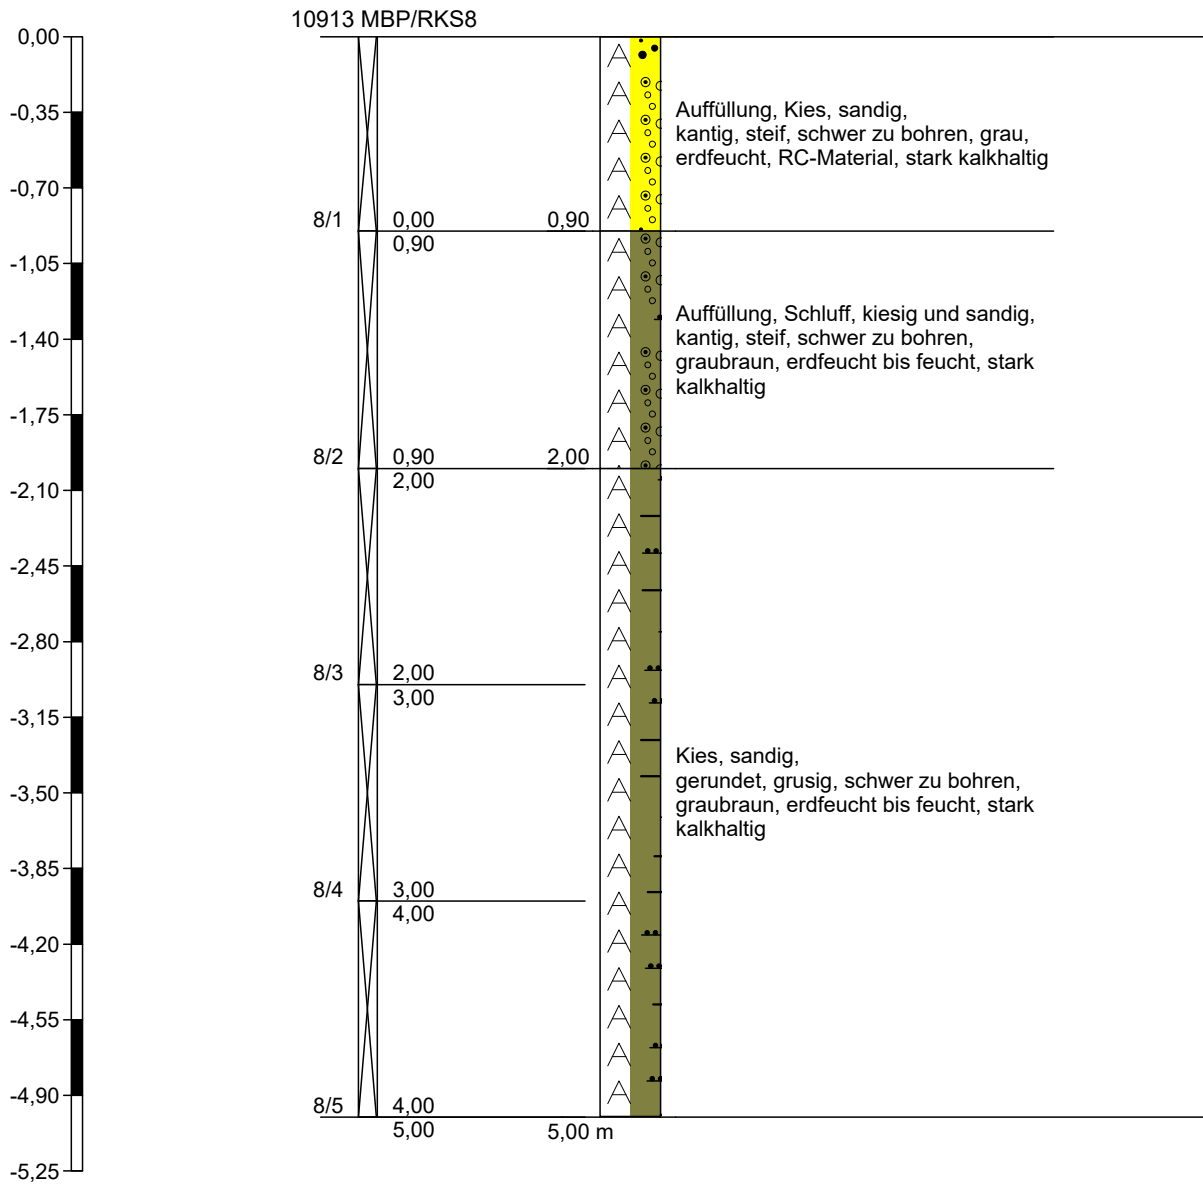 10913 MBP/RKS8
0,00
-0,35
-0,70
-1,05
-1,40
-1,75
-2,10
-2,45
-2,80
-3,15
-3,50
-3,85
-4,20
-4,55
-4,90
-5,25
Auffüllung, Kies, sandig,
kantig, steif, schwer zu bohren, grau,
erdfeucht, RC-Material, stark kalkhaltig
8/1 0,00 0,90
0,90
Auffüllung, Schluff, kiesig und sandig,
kantig, steif, schwer zu bohren,
graubraun, erdfeucht bis feucht, stark
kalkhaltig
8/2 0,90 2,00
2,00
8/3 2,00
3,00
Kies, sandig,
gerundet, grusig, schwer zu bohren,
graubraun, erdfeucht bis feucht, stark
kalkhaltig
8/4 3,00
4,00
8/5 4,00
5,00 5,00 m